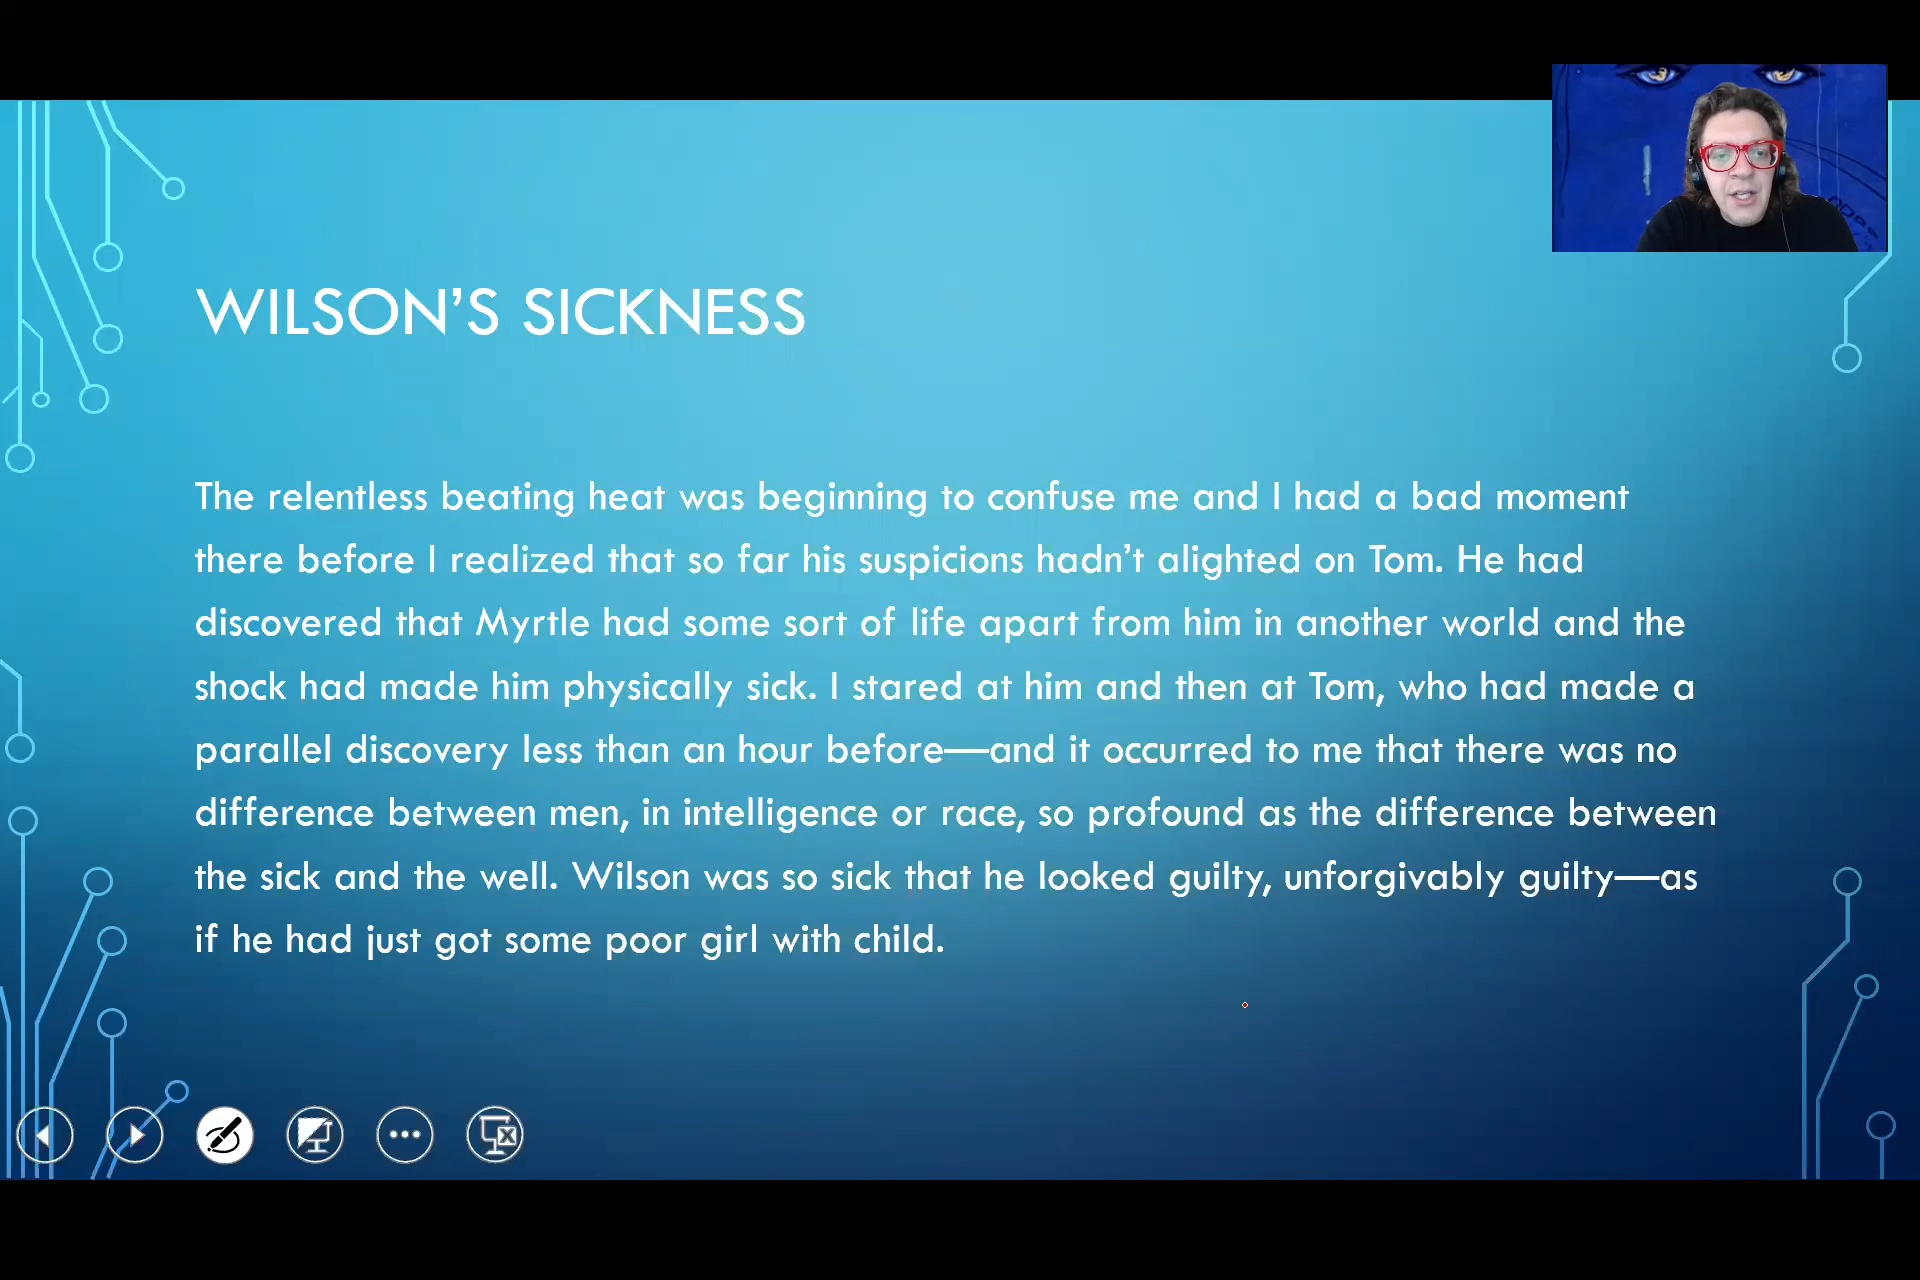 WILSON’S SICKNESS
The relentless beating heat was beginning to confuse me and I had a bad moment
there before I realized that so far his suspicions hadn’t alighted on Tom. He had
discovered that Myrtle had some sort of life apart from him in another world and the
shock had made him physically sick. I stared at him and then at Tom, who had made a
parallel discovery less than an hour before—and it occurred to me that there was no
difference between men, in intelligence or race, so profound as the difference between
the sick and the well. Wilson was so sick that he looked guilty, unforgivably guilty—as
if he had just got some poor girl with child.